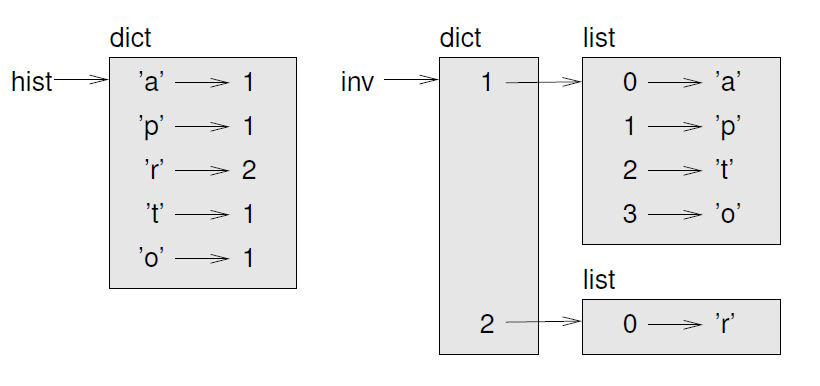 dict
hist
’a’ 1
’p’ 1
’r’ 2
’t’ 1
’o’ 1
dict
inv
1
2
list
0 ’a’
1 ’p’
2 ’t’
3 ’o’
list
0 ’r’